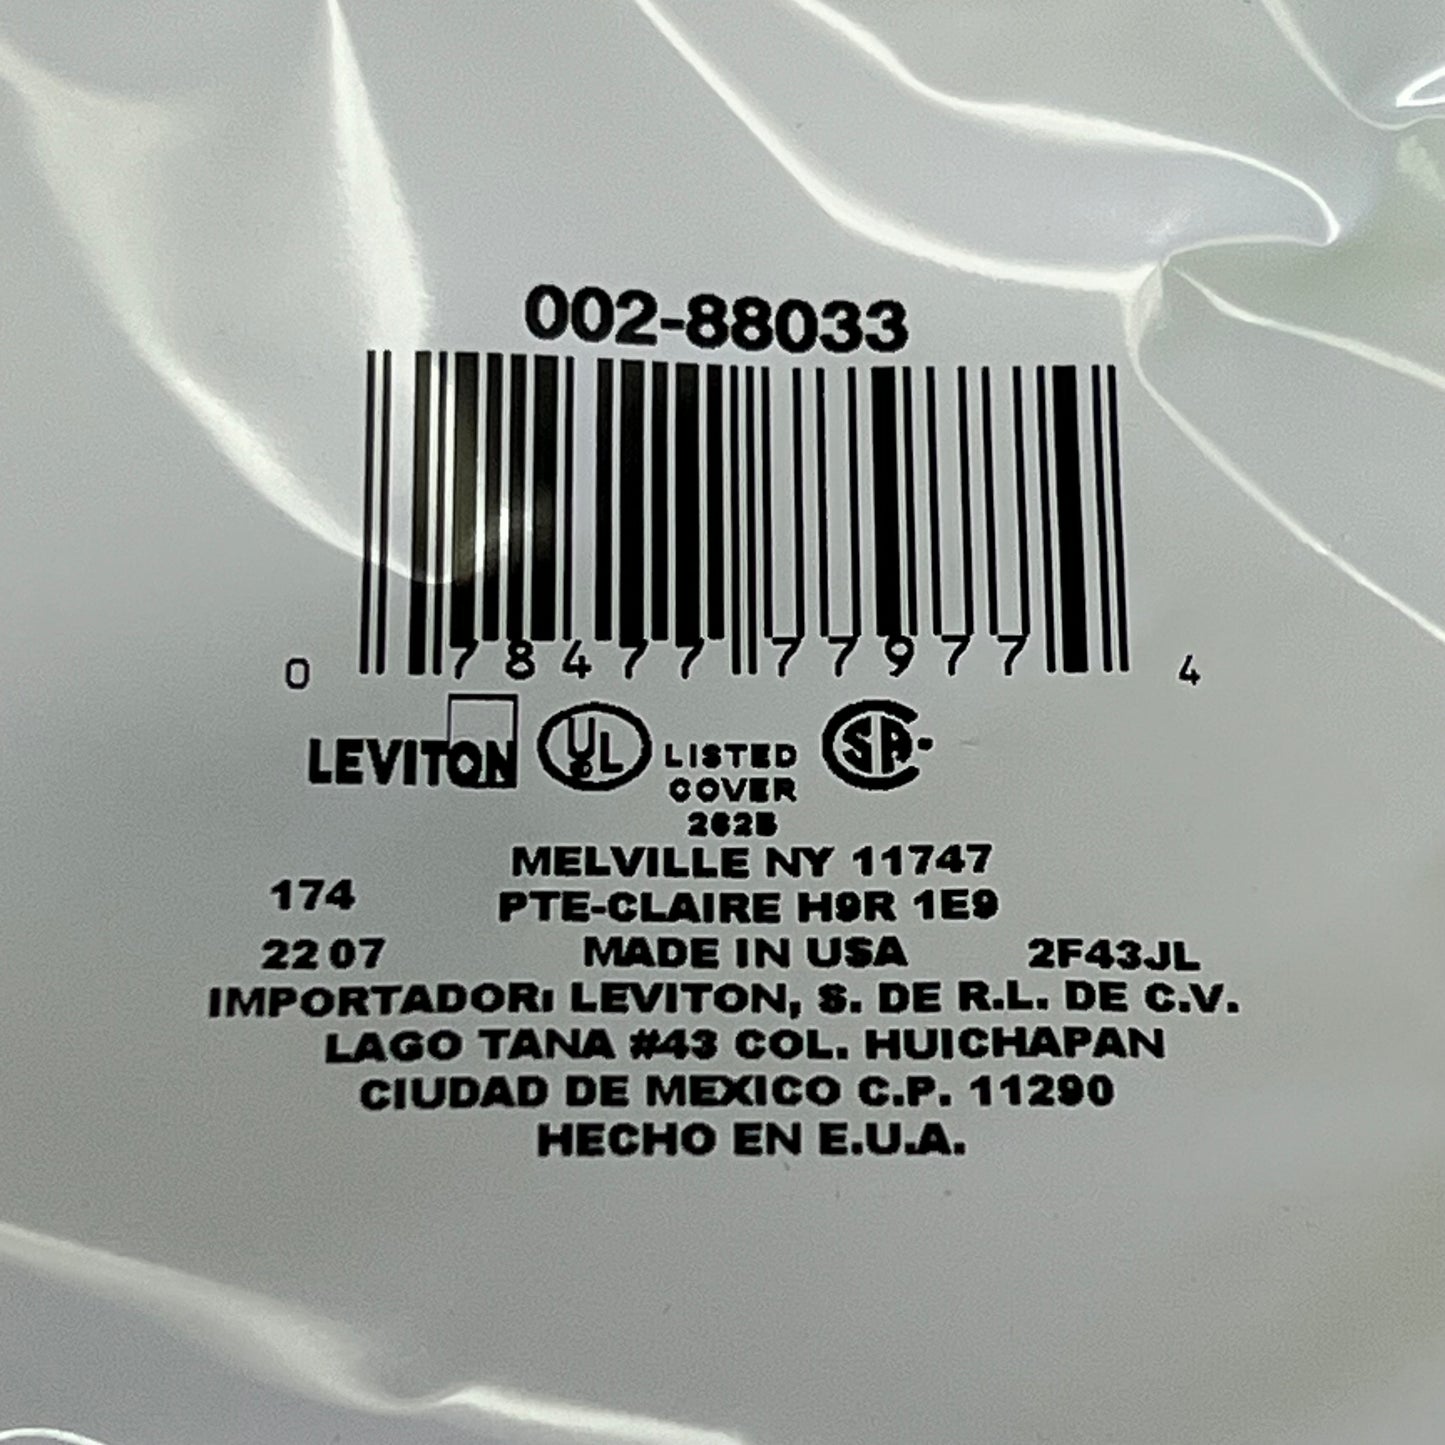 002-88033
0 78477 77977 4
LEVITON UL LISTED SA
COVER
262B
MELVILLE NY 11747
174 PTE-CLAIRE H9R 1E9
22 07 MADE IN USA 2F43JL
IMPORTADOR: LEVITON, S. DE R.L. DE C.V.
LAGO TANA #43 COL. HUICHAPAN
CIUDAD DE MEXICO C.P. 11290
HECHO EN E.U.A.